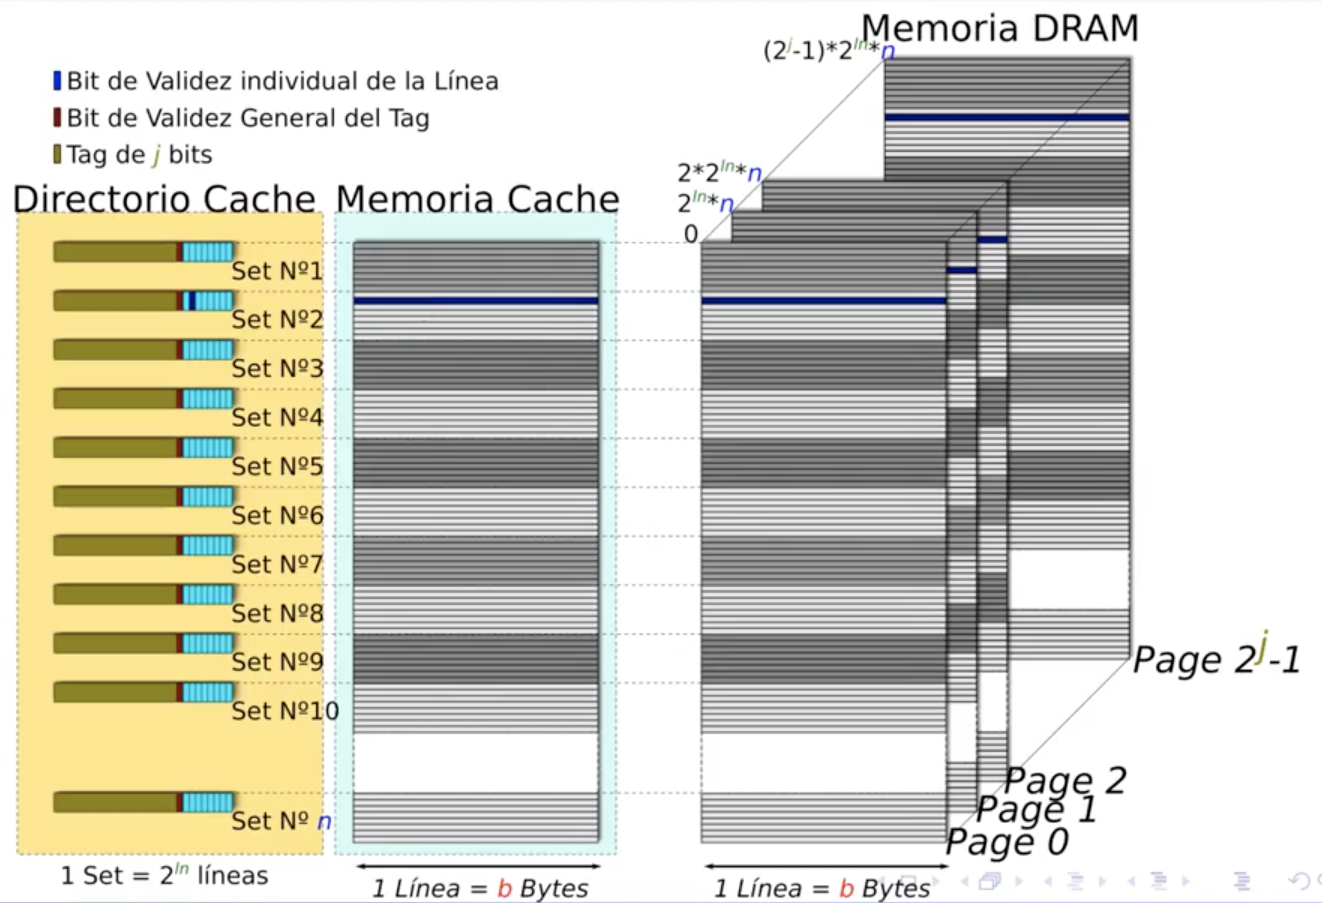 Memoria DRAM
(2^j-1)*2^ln*n
Bit de Validez individual de la Línea
Bit de Validez General del Tag
Tag de j bits
2*2^ln*n
2^ln*n
0
Directorio Cache
Memoria Cache
Set Nº1
Set Nº2
Set Nº3
Set Nº4
Set Nº5
Set Nº6
Set Nº7
Set Nº8
Set Nº9
Set Nº10
Set Nº n
Page 2^j-1
Page 2
Page 1
Page 0
1 Set = 2^ln líneas
1 Línea = b Bytes
1 Línea = b Bytes